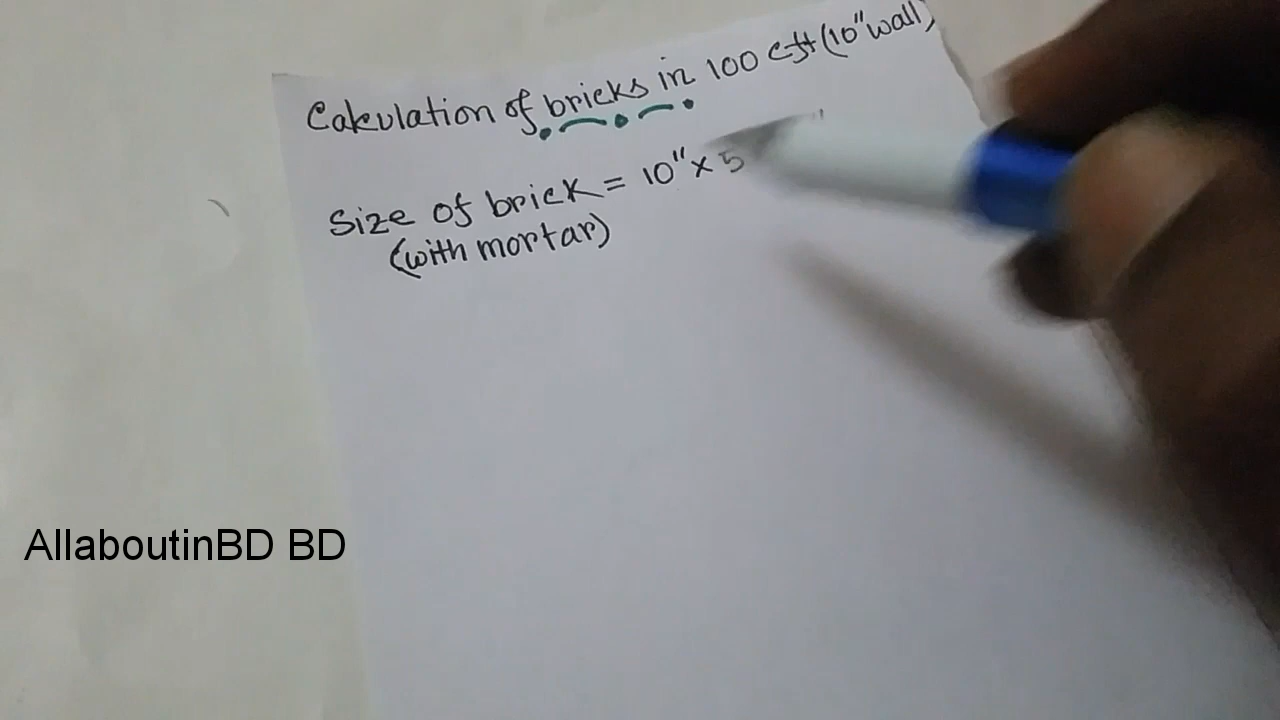 Calculation of bricks in 100 cft (10" wall)
Size of brick = 10" x 5
(with mortar)
AllaboutinBD BD